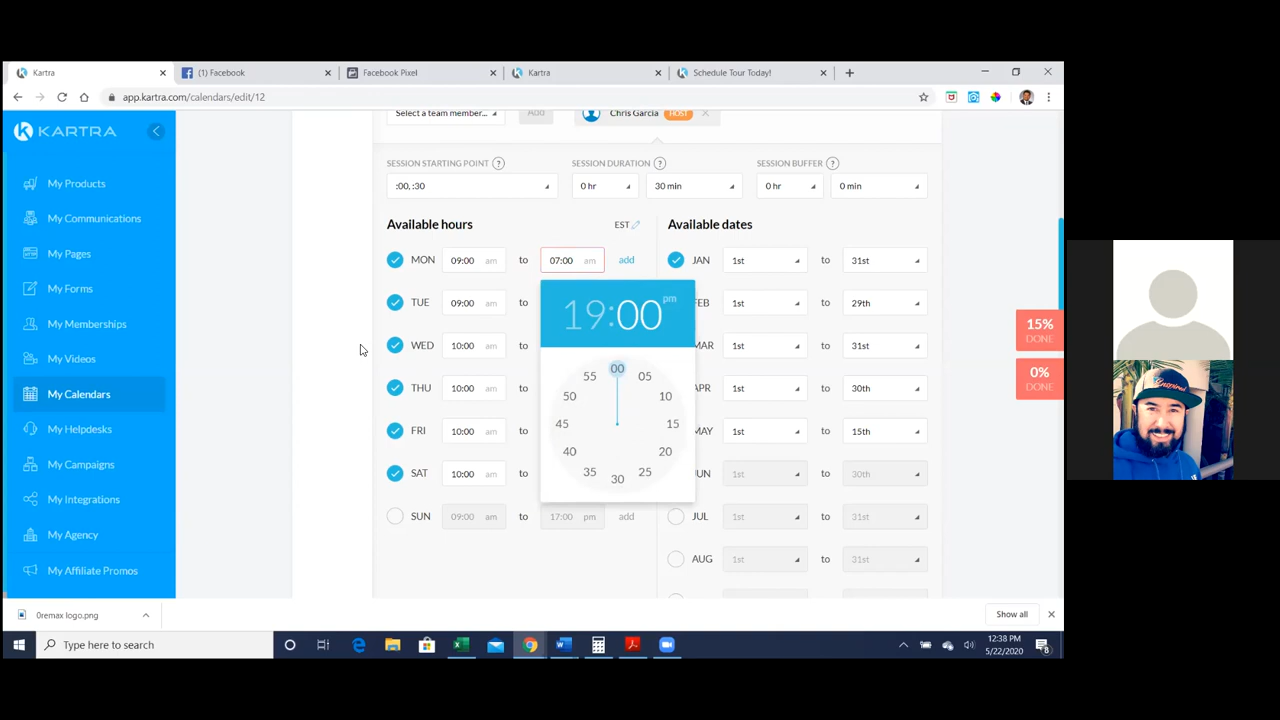 Kartra
(1) Facebook
Facebook Pixel
Kartra
Schedule Tour Today!
app.kartra.com/calendars/edit/12
KARTRA
My Products
My Communications
My Pages
My Forms
My Memberships
My Videos
My Calendars
My Helpdesks
My Campaigns
My Integrations
My Agency
My Affiliate Promos
Select a team member... ADD Chris Garcia HOST
SESSION STARTING POINT ? SESSION DURATION ? SESSION BUFFER ?
:00, :30 0 hr 30 min 0 hr 0 min
Available hours EST
MON 09:00 am to 07:00 am add
TUE 09:00 am to
WED 10:00 am to
THU 10:00 am to
FRI 10:00 am to
SAT 10:00 am to
SUN 09:00 am to 17:00 pm add
19:00 pm
00
05
10
15
20
25
30
35
40
45
50
55
Available dates
JAN 1st to 31st
FEB 1st to 29th
MAR 1st to 31st
APR 1st to 30th
MAY 1st to 15th
JUN 1st to 30th
JUL 1st to 31st
AUG 1st to 31st
15%
DONE
0%
DONE
0remax logo.png
Show all
Type here to search
12:38 PM
5/22/2020
8